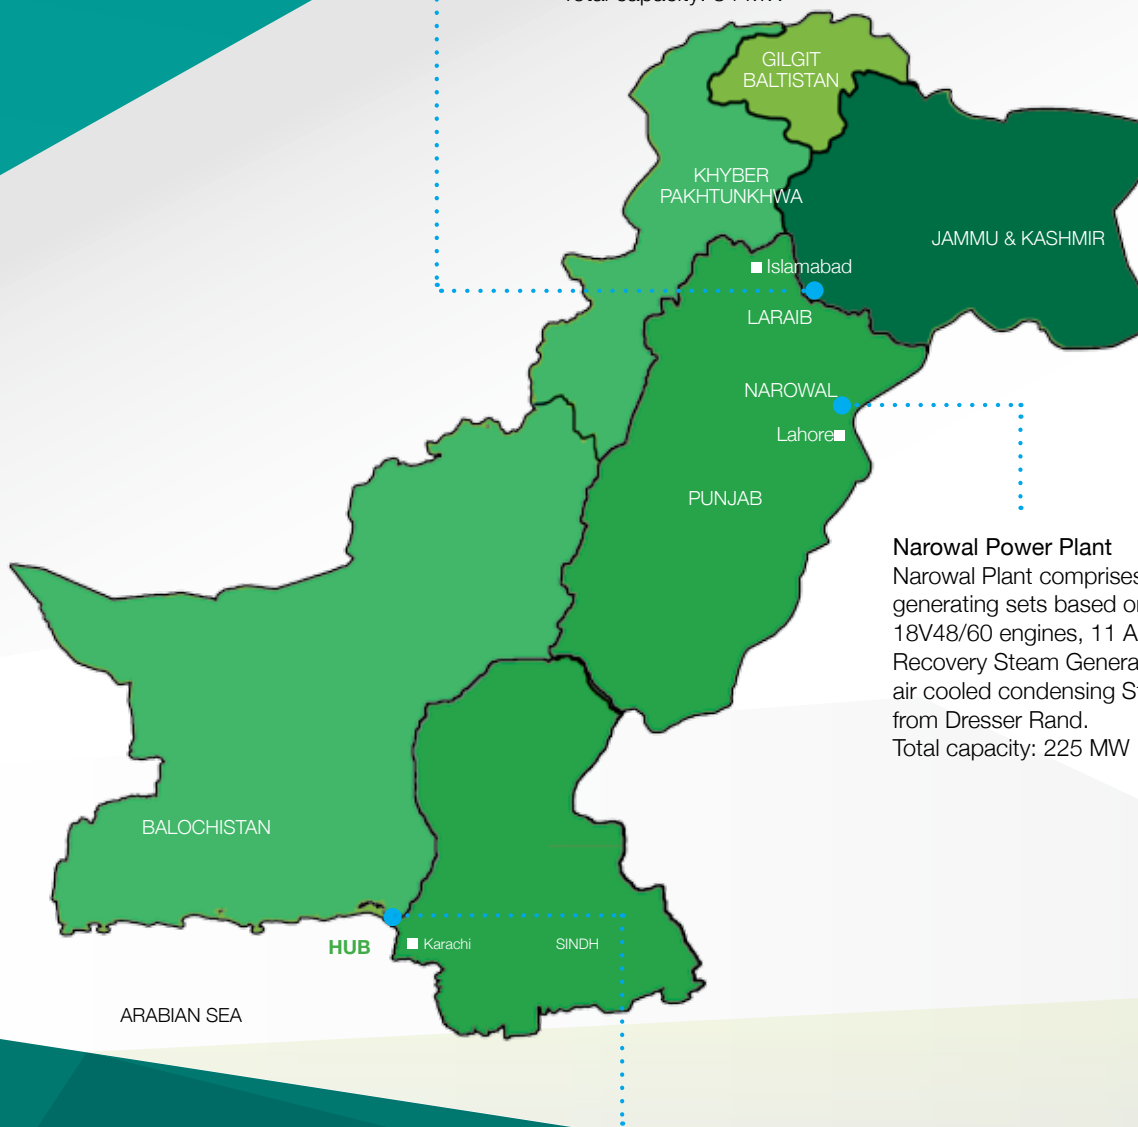 Total capacity:
GILGIT
BALTISTAN
KHYBER
PAKHTUNKHWA
JAMMU & KASHMIR
Islamabad
LARAIB
NAROWAL
Lahore
PUNJAB
Narowal Power Plant
Narowal Plant comprises
generating sets based
18V48/60 engines, 11
Recovery Steam
air cooled condensing
from Dresser Rand.
Total capacity: 225 MW
BALOCHISTAN
HUB
Karachi
SINDH
ARABIAN SEA